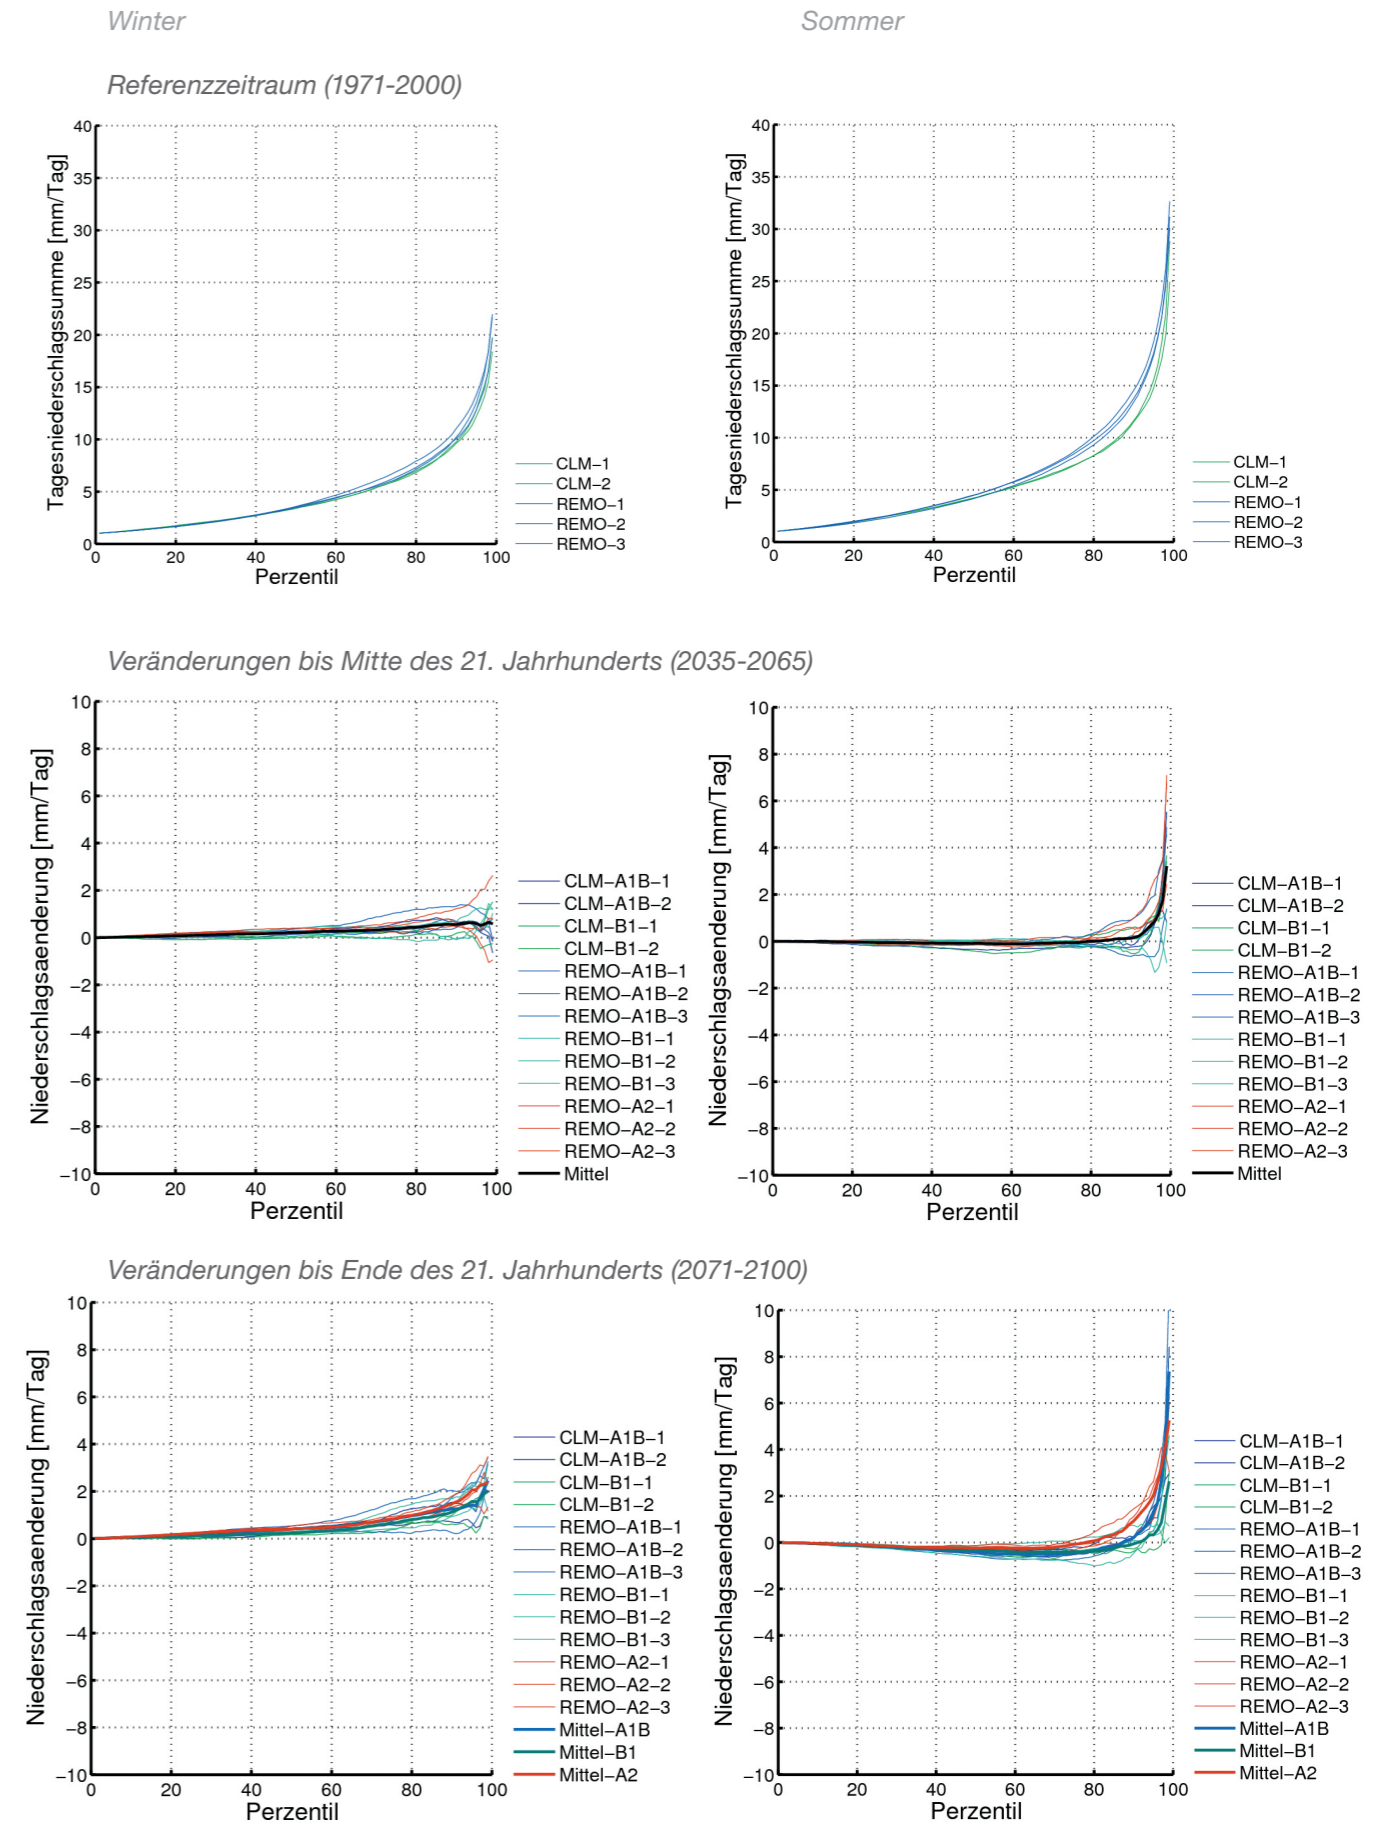 Winter
Sommer
Referenzzeitraum (1971-2000)
Tagesniederschlagssumme [mm/Tag]
40
35
30
25
20
15
10
5
0
0 20 40 60 80 100
Perzentil
CLM-1
CLM-2
REMO-1
REMO-2
REMO-3
Tagesniederschlagssumme [mm/Tag]
40
35
30
25
20
15
10
5
0
0 20 40 60 80 100
Perzentil
CLM-1
CLM-2
REMO-1
REMO-2
REMO-3
Veränderungen bis Mitte des 21. Jahrhunderts (2035-2065)
Niederschlagsaenderung [mm/Tag]
10
8
6
4
2
0
-2
-4
-6
-8
-10
0 20 40 60 80 100
Perzentil
CLM-A1B-1
CLM-A1B-2
CLM-B1-1
CLM-B1-2
REMO-A1B-1
REMO-A1B-2
REMO-A1B-3
REMO-B1-1
REMO-B1-2
REMO-B1-3
REMO-A2-1
REMO-A2-2
REMO-A2-3
Mittel
Niederschlagsaenderung [mm/Tag]
10
8
6
4
2
0
-2
-4
-6
-8
-10
0 20 40 60 80 100
Perzentil
CLM-A1B-1
CLM-A1B-2
CLM-B1-1
CLM-B1-2
REMO-A1B-1
REMO-A1B-2
REMO-A1B-3
REMO-B1-1
REMO-B1-2
REMO-B1-3
REMO-A2-1
REMO-A2-2
REMO-A2-3
Mittel
Veränderungen bis Ende des 21. Jahrhunderts (2071-2100)
Niederschlagsaenderung [mm/Tag]
10
8
6
4
2
0
-2
-4
-6
-8
-10
0 20 40 60 80 100
Perzentil
CLM-A1B-1
CLM-A1B-2
CLM-B1-1
CLM-B1-2
REMO-A1B-1
REMO-A1B-2
REMO-A1B-3
REMO-B1-1
REMO-B1-2
REMO-B1-3
REMO-A2-1
REMO-A2-2
REMO-A2-3
Mittel-A1B
Mittel-B1
Mittel-A2
Niederschlagsaenderung [mm/Tag]
10
8
6
4
2
0
-2
-4
-6
-8
-10
0 20 40 60 80 100
Perzentil
CLM-A1B-1
CLM-A1B-2
CLM-B1-1
CLM-B1-2
REMO-A1B-1
REMO-A1B-2
REMO-A1B-3
REMO-B1-1
REMO-B1-2
REMO-B1-3
REMO-A2-1
REMO-A2-2
REMO-A2-3
Mittel-A1B
Mittel-B1
Mittel-A2